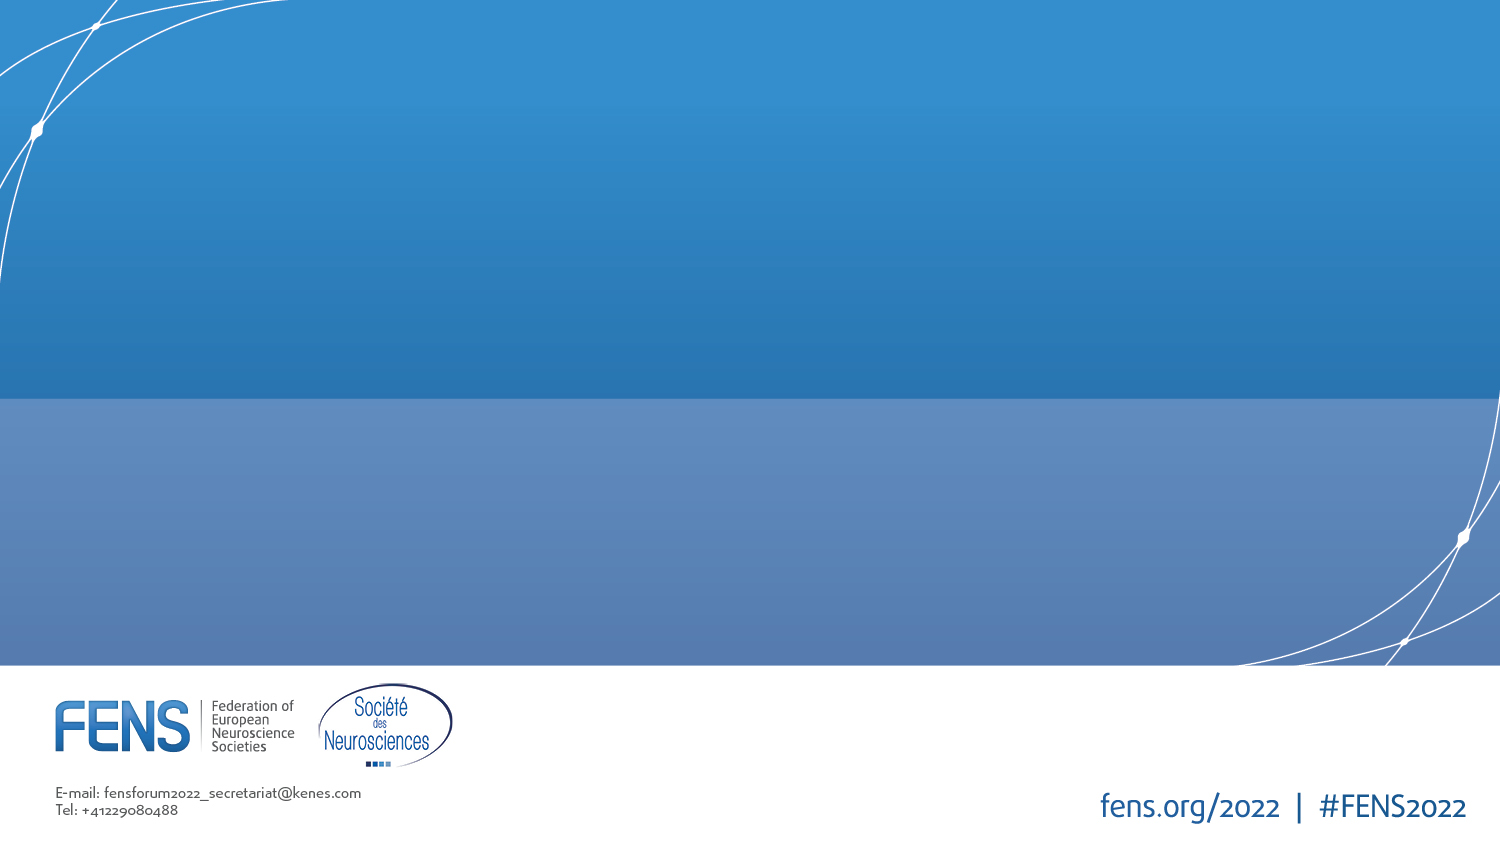 FENS
Federation of
European
Neuroscience
Societies
Société
des
Neurosciences
E-mail: fensforum2022_secretariat@kenes.com
Tel: +41229080488
fens.org/2022 | #FENS2022